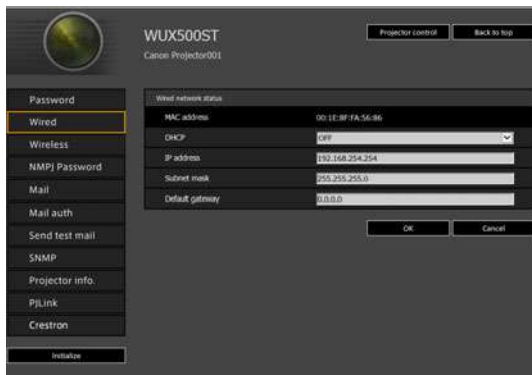 WUX500ST
Canon Projector001
Projector control
Back to top
Password
Wired
Wireless
NMPJ Password
Mail
Mail auth
Send test mail
SNMP
Projector info.
PJLink
Crestron
Initialize
Wired network status
MAC address 00:1E:8F:FA:56:86
DHCP OFF
IP address 192.168.254.254
Subnet mask 255.255.255.0
Default gateway 0.0.0.0
OK
Cancel